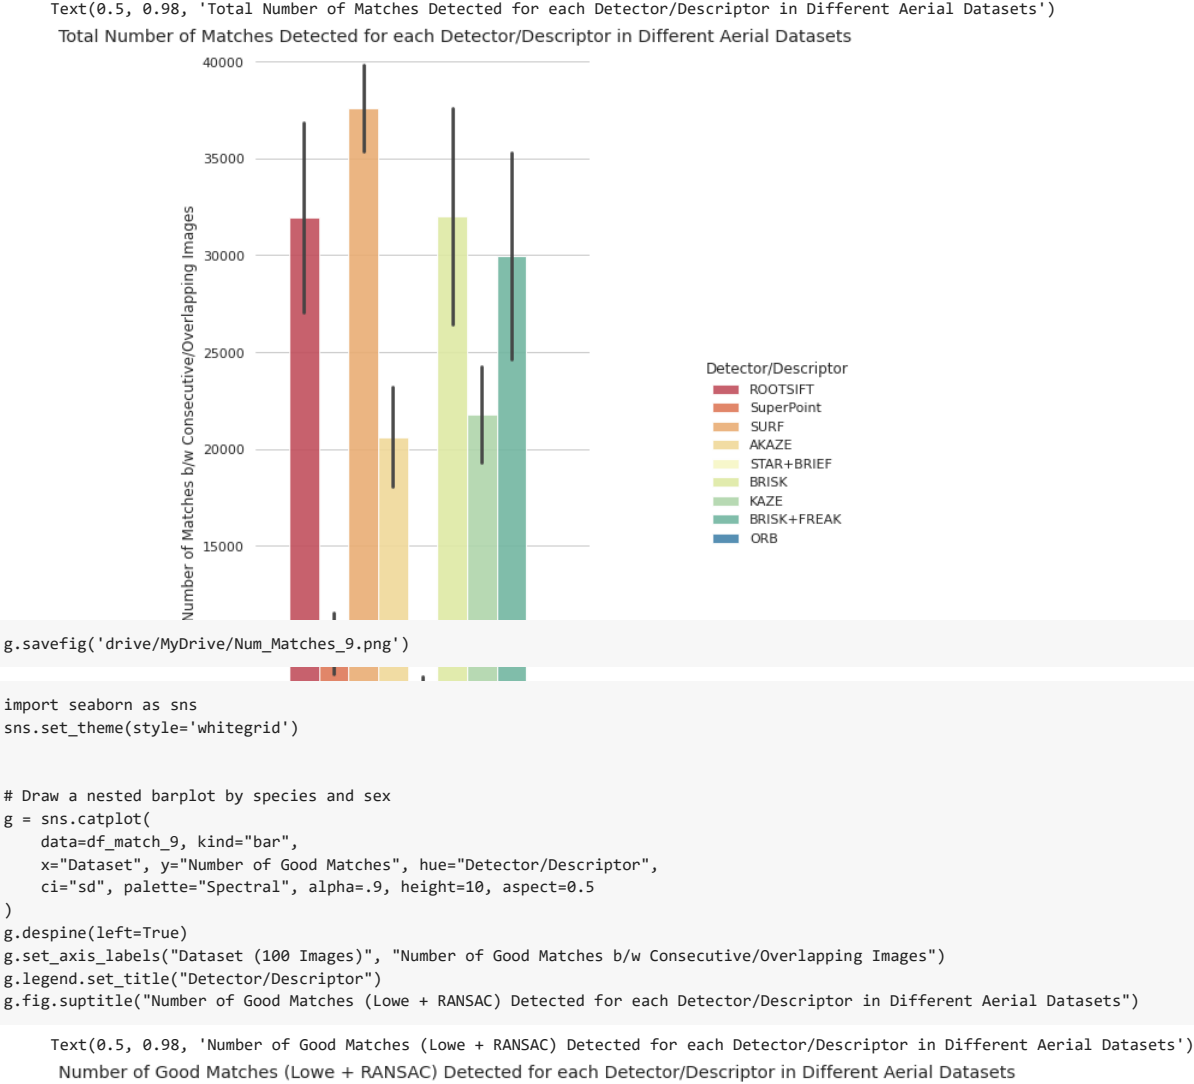 Text(0.5, 0.98, 'Total Number of Matches Detected for each Detector/Descriptor in Different Aerial Datasets')
Total Number of Matches Detected for each Detector/Descriptor in Different Aerial Datasets
40000
35000
30000
25000
20000
15000
Number of Matches b/w Consecutive/Overlapping Images
Detector/Descriptor
ROOTSIFT
SuperPoint
SURF
AKAZE
STAR+BRIEF
BRISK
KAZE
BRISK+FREAK
ORB
g.savefig('drive/MyDrive/Num_Matches_9.png')
import seaborn as sns
sns.set_theme(style='whitegrid')
# Draw a nested barplot by species and sex
g = sns.catplot(
    data=df_match_9, kind="bar",
    x="Dataset", y="Number of Good Matches", hue="Detector/Descriptor",
    ci="sd", palette="Spectral", alpha=.9, height=10, aspect=0.5
)
g.despine(left=True)
g.set_axis_labels("Dataset (100 Images)", "Number of Good Matches b/w Consecutive/Overlapping Images")
g.legend.set_title("Detector/Descriptor")
g.fig.suptitle("Number of Good Matches (Lowe + RANSAC) Detected for each Detector/Descriptor in Different Aerial Datasets")
Text(0.5, 0.98, 'Number of Good Matches (Lowe + RANSAC) Detected for each Detector/Descriptor in Different Aerial Datasets')
Number of Good Matches (Lowe + RANSAC) Detected for each Detector/Descriptor in Different Aerial Datasets